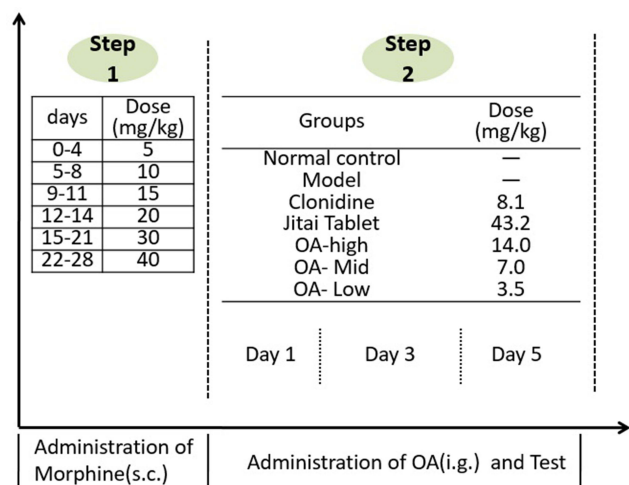 Step
1
days Dose
(mg/kg)
0-4 5
5-8 10
9-11 15
12-14 20
15-21 30
22-28 40
Step
2
Groups Dose
(mg/kg)
Normal control —
Model —
Clonidine 8.1
Jitai Tablet 43.2
OA-high 14.0
OA- Mid 7.0
OA- Low 3.5
Day 1 Day 3 Day 5
Administration of
Morphine(s.c.)
Administration of OA(i.g.) and Test